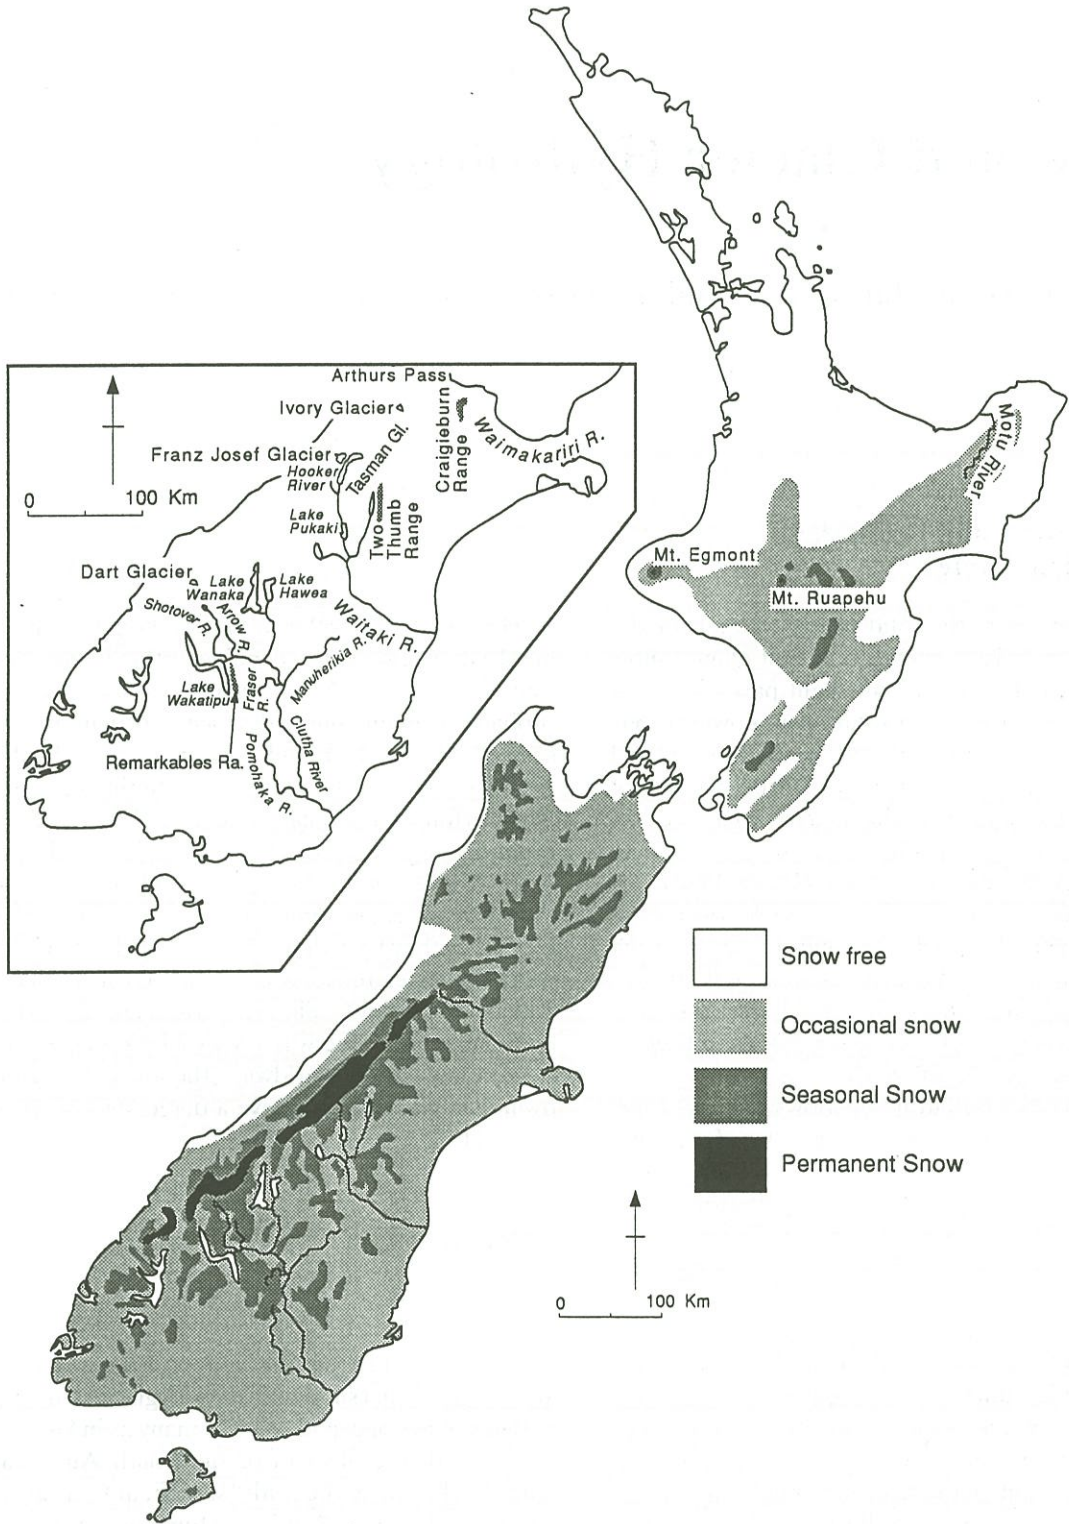 Arthurs Pass
Ivory Glacier
Franz Josef Glacier
Hooker
River
Tasman Gl.
Craigieburn
Range
Waimakariri R.
0 100 Km
Lake
Pukaki
Two
Thumb
Range
Dart Glacier
Lake
Wanaka
Lake
Hawea
Shotover R.
Arrow R.
Waitaki R.
Manuherikia R.
Lake
Wakatipu
Fraser
R.
Clutha River
Remarkables Ra.
Pomohaka R.
Motu River
Mt. Egmont
Mt. Ruapehu
Snow free
Occasional snow
Seasonal Snow
Permanent Snow
0 100 Km